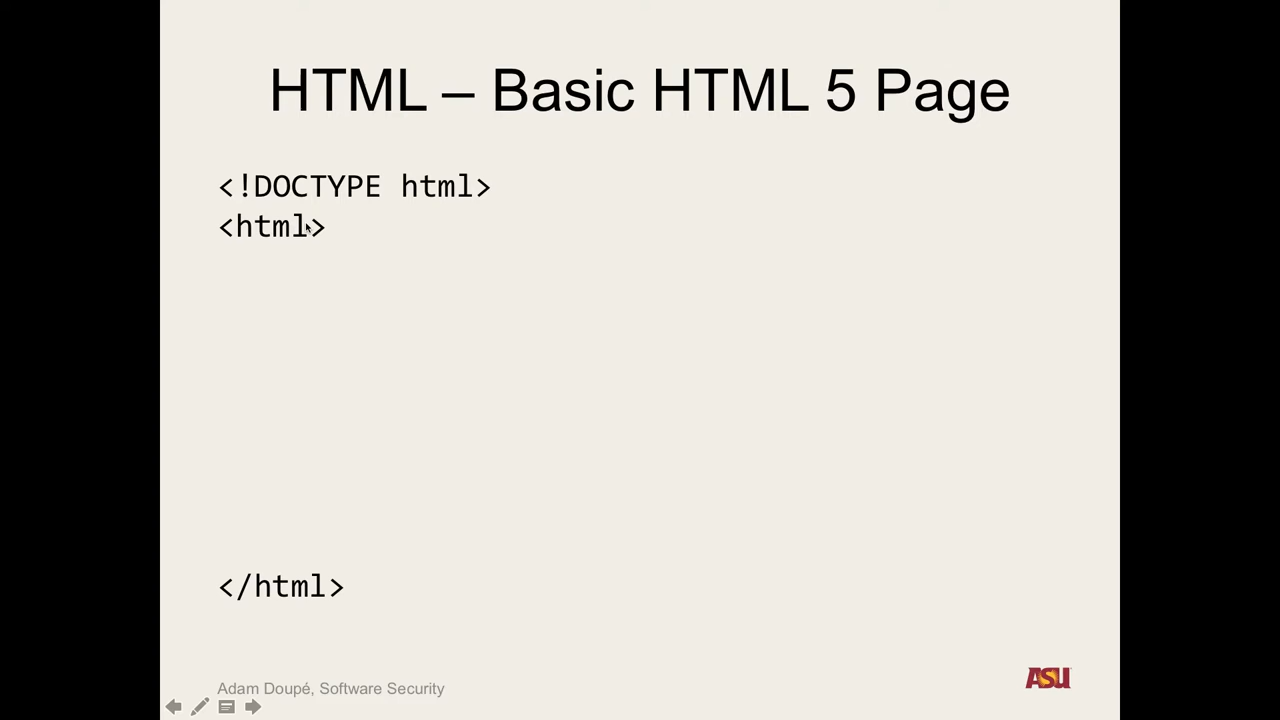 HTML – Basic HTML 5 Page
<!DOCTYPE html>
<html>
</html>
Adam Doupé, Software Security
ASU